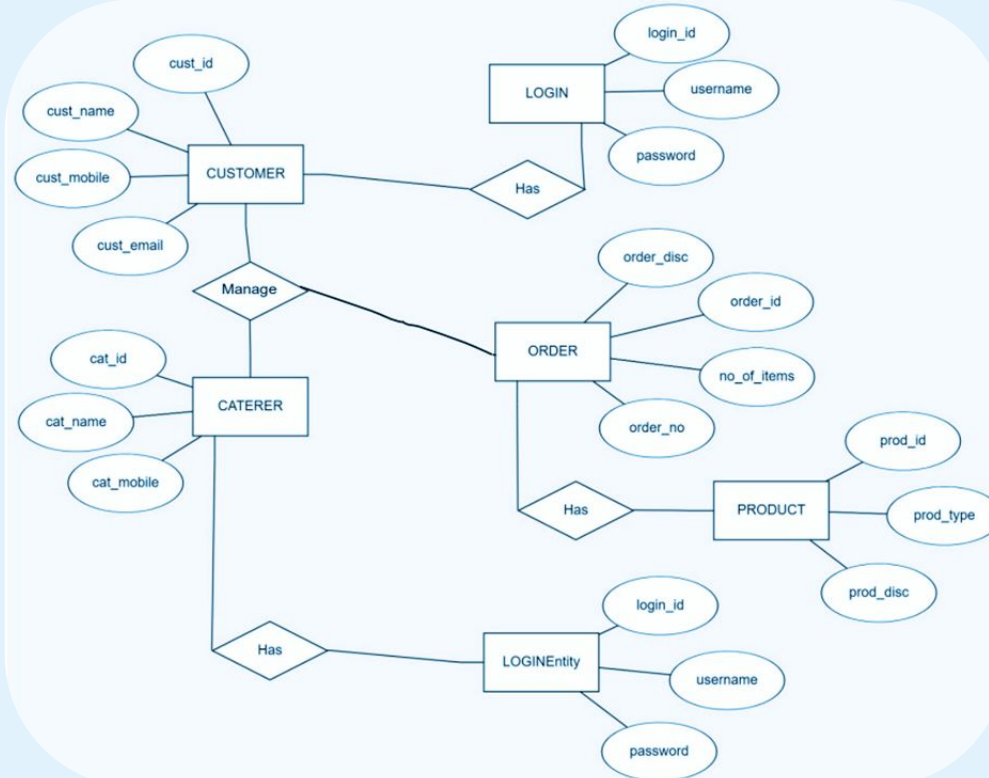 login_id
cust_id
LOGIN
username
cust_name
password
CUSTOMER
cust_mobile
Has
cust_email
order_disc
Manage
order_id
ORDER
cat_id
no_of_items
CATERER
cat_name
order_no
prod_id
cat_mobile
Has
PRODUCT
prod_type
prod_disc
login_id
Has
LOGINEntity
username
password